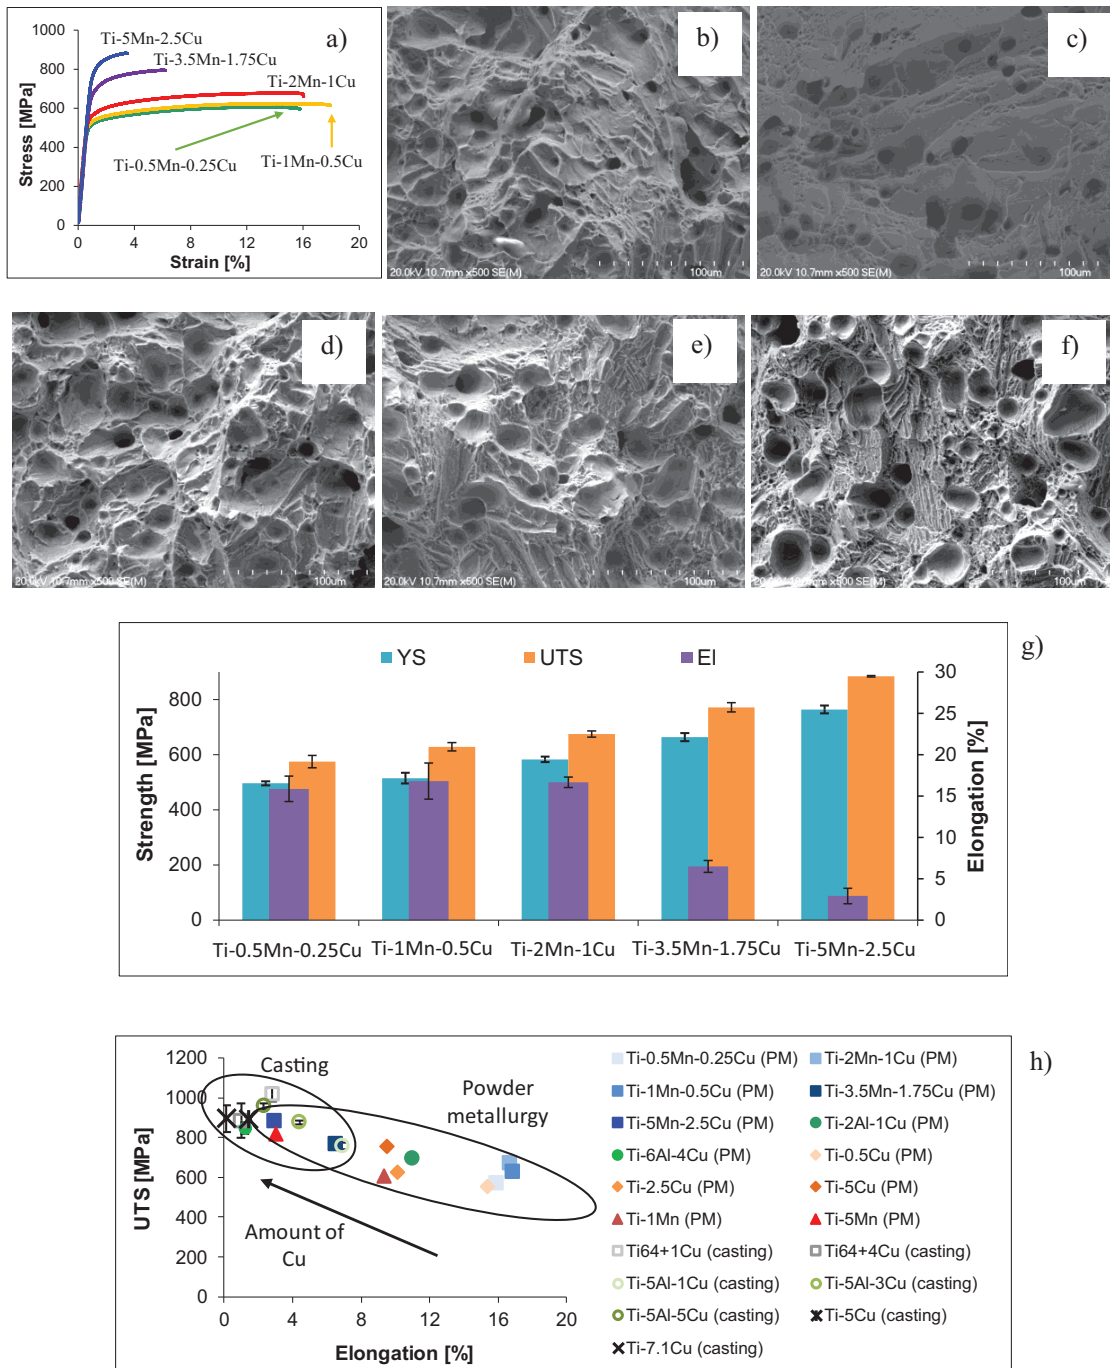 a)
1000
800
600
400
200
0
0 4 8 12 16 20
Stress [MPa]
Strain [%]
Ti-5Mn-2.5Cu
Ti-3.5Mn-1.75Cu
Ti-2Mn-1Cu
Ti-0.5Mn-0.25Cu
Ti-1Mn-0.5Cu
b)
20.0kV 10.7mm x500 SE(M) 100um
c)
20.0kV 10.7mm x500 SE(M) 100um
d)
20.0kV 10.7mm x500 SE(M) 100um
e)
20.0kV 10.7mm x500 SE(M) 100um
f)
x500 SE(M) 100um
g)
YS UTS El
800
600
400
200
0
Strength [MPa]
30
25
20
15
10
5
0
Elongation [%]
Ti-0.5Mn-0.25Cu Ti-1Mn-0.5Cu Ti-2Mn-1Cu Ti-3.5Mn-1.75Cu Ti-5Mn-2.5Cu
h)
1200
1000
800
600
400
200
0
UTS [MPa]
0 4 8 12 16 20
Elongation [%]
Casting
Powder
metallurgy
Amount of
Cu
Ti-0.5Mn-0.25Cu (PM) Ti-2Mn-1Cu (PM)
Ti-1Mn-0.5Cu (PM) Ti-3.5Mn-1.75Cu (PM)
Ti-5Mn-2.5Cu (PM) Ti-2Al-1Cu (PM)
Ti-6Al-4Cu (PM) Ti-0.5Cu (PM)
Ti-2.5Cu (PM) Ti-5Cu (PM)
Ti-1Mn (PM) Ti-5Mn (PM)
Ti64+1Cu (casting) Ti64+4Cu (casting)
Ti-5Al-1Cu (casting) Ti-5Al-3Cu (casting)
Ti-5Al-5Cu (casting) Ti-5Cu (casting)
Ti-7.1Cu (casting)